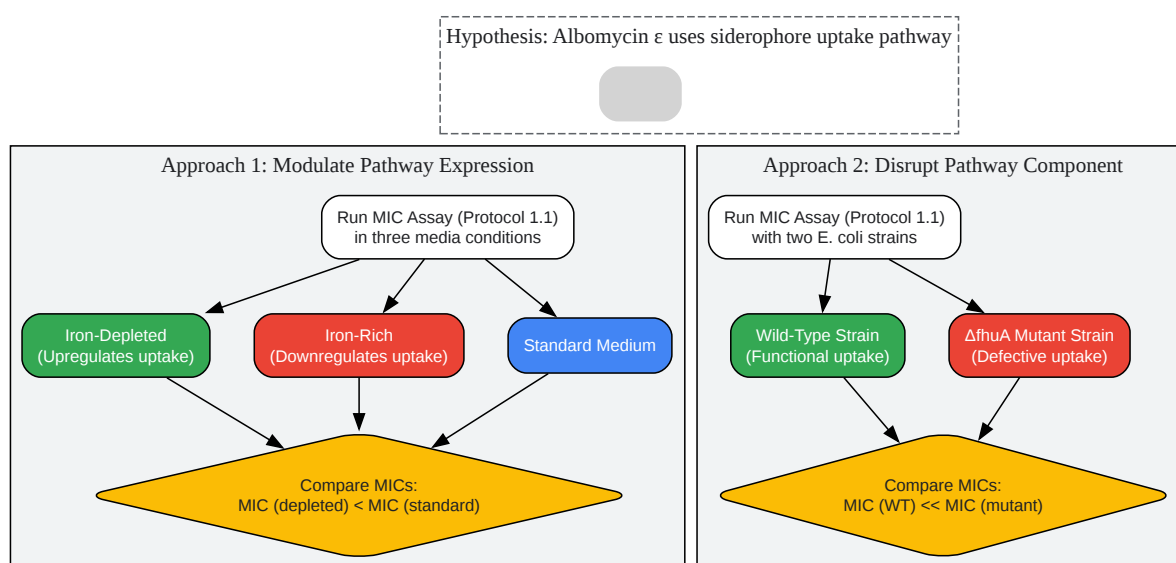 Hypothesis: Albomycin ε uses siderophore uptake pathway
Approach 1: Modulate Pathway Expression
Run MIC Assay (Protocol 1.1)
in three media conditions
Iron-Depleted
(Upregulates uptake)
Iron-Rich
(Downregulates uptake)
Standard Medium
Compare MICs:
MIC (depleted) < MIC (standard)
Approach 2: Disrupt Pathway Component
Run MIC Assay (Protocol 1.1)
with two E. coli strains
Wild-Type Strain
(Functional uptake)
ΔfhuA Mutant Strain
(Defective uptake)
Compare MICs:
MIC (WT) << MIC (mutant)